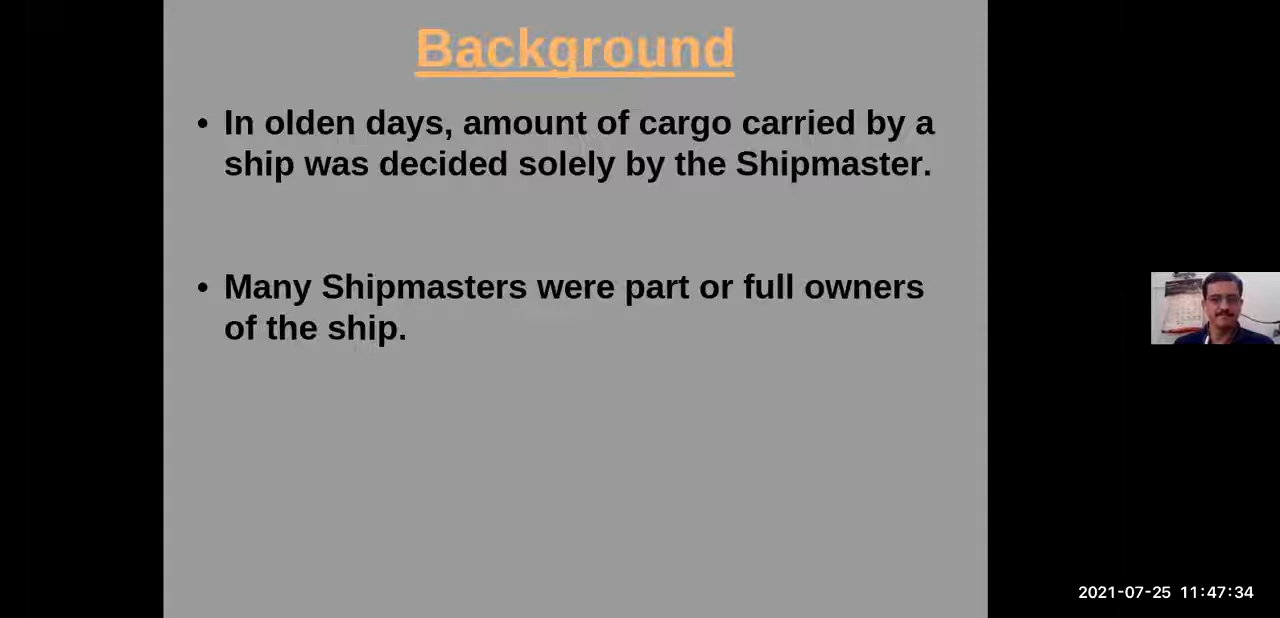 Background
• In olden days, amount of cargo carried by a
ship was decided solely by the Shipmaster.
• Many Shipmasters were part or full owners
of the ship.
2021-07-25 11:47:34